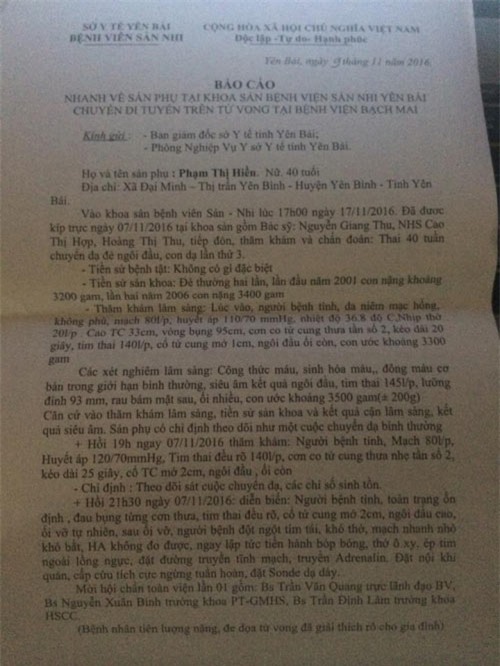 SỞ Y TẾ YÊN BÁI
CỘNG HÒA XÃ HỘI CHỦ NGHĨA VIỆT NAM
BỆNH VIÊN SẢN NHI
Độc lập -Tự do- Hạnh phúc
Yên Bái, ngày 9 tháng 11 năm 2016.
BÁO CÁO
NHANH VỀ SẢN PHỤ TẠI KHOA SẢN BỆNH VIỆN SẢN NHI YÊN BÁI
CHUYỂN ĐI TUYẾN TRÊN TỬ VONG TẠI BỆNH VIỆN BẠCH MAI
Kính gửi : - Ban giám đốc sở Y tế tỉnh Yên Bái;
- Phòng Nghiệp Vụ Y sở Y tế tỉnh Yên Bái.
Họ và tên sản phụ : Phạm Thị Hiền. Nữ. 40 tuổi
Địa chỉ: Xã Đại Minh – Thị trấn Yên Bình - Huyện Yên Bình - Tỉnh Yên
Bái.
Vào khoa sản bệnh viên Sản - Nhi lúc 17h00 ngày 17/11/2016. Đã được
kíp trực ngày 07/11/2016 tại khoa sản gồm Bác sỹ: Nguyễn Giang Thu, NHS Cao
Thị Hợp, Hoàng Thị Thu, tiếp đón, thăm khám và chẩn đoán: Thai 40 tuần
chuyển dạ đẻ ngôi đầu, con dạ lần thứ 3.
- Tiền sử bệnh tật: Không có gì đặc biệt
- Tiền sử sản khoa: Đẻ thường hai lần, lần đầu năm 2001 con nặng khoảng
3200 gam, lần hai năm 2006 con nặng 3400 gam
- Thăm khám lâm sàng: Lúc vào, người bệnh tỉnh, da niêm mạc hồng,
không phù, mạch 80l/p, huyết áp 110/70 mmHg, nhiệt độ 36.8 độ C,Nhịp thở
20l/p . Cao TC 33cm, vòng bụng 95cm, cơn co tử cung thưa tần số 2, kéo dài 20
giây, tim thai 140l/p, cổ tử cung mở 1cm, ngôi đầu ối còn, con ước khoảng 3300
gam
Các xét nghiệm lâm sàng: Công thức máu, sinh hóa máu,, đông máu cơ
bản trong giới hạn bình thường, siêu âm kết quả ngôi đầu, tim thai 145l/p, lưỡng
đỉnh 93 mm, rau bám mặt sau, ối nhiều, con ước khoảng 3500 gam(± 200g)
Căn cứ vào thăm khám lâm sàng, tiền sử sản khoa và kết quả cận lâm sàng, kết
quả siêu âm. Sản phụ có chỉ định theo dõi như một cuộc chuyển dạ bình thường
+ Hồi 19h ngày 07/11/2016 thăm khám: Người bệnh tỉnh, Mạch 80l/p,
Huyết áp 120/70mmHg, Tim thai đều rõ 140l/p, cơn co tử cung thưa nhẹ tần số 2,
kéo dài 25 giây, cổ TC mở 2cm, ngôi đầu , ối còn
- Chỉ định : Theo dõi sát cuộc chuyển dạ, các chỉ số sinh tồn.
+ Hồi 21h30 ngày 07/11/2016: diễn biến: Người bệnh tỉnh, toàn trạng ổn
định , đau bụng từng cơn thưa, tim thai đều rõ, cổ tử cung mở 2cm, ngôi đầu cao,
ối vỡ tự nhiên, sau ối vỡ, người bệnh đột ngột tím tái, khó thở, mạch nhanh nhỏ
khó bắt, HA không đo được, ngay lập tức tiến hành bóp bóng, thở ô xy, ép tim
ngoài lồng ngực, đặt đường truyền tĩnh mạch, truyền Adrenalin. Đặt nội khí
quản, cấp cứu tích cực ngừng tuần hoàn, đặt Sonde dạ dày...
Mời hội chẩn toàn viện lần 01 gồm: Bs Trần Văn Quang trực lãnh đạo BV,
Bs Nguyễn Xuân Bình trưởng khoa PT-GMHS, Bs Trần Đình Lâm trưởng khoa
HSCC.
(Bệnh nhân tiên lượng nặng, đe dọa tử vong đã giải thích rõ cho gia đình)